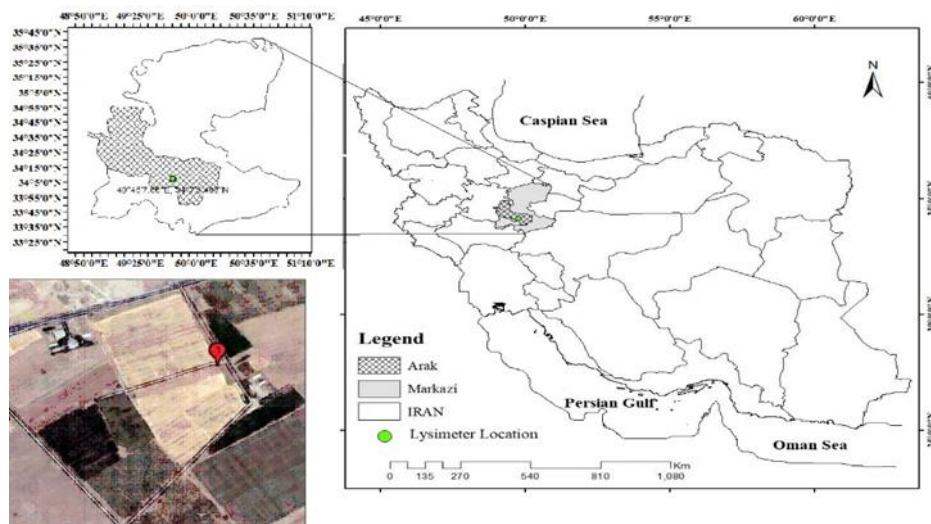 48°50'0"E 49°25'0"E 50°0'0"E 50°35'0"E 51°10'0"E
35°45'0"N
35°35'0"N
35°25'0"N
35°15'0"N
35°5'0"N
34°55'0"N
34°45'0"N
34°35'0"N
34°25'0"N
34°15'0"N
34°5'0"N
33°55'0"N
33°45'0"N
33°35'0"N
33°25'0"N
48°50'0"E 49°25'0"E 50°0'0"E 50°35'0"E 51°10'0"E
45°0'0"E 50°0'0"E 55°0'0"E 60°0'0"E
N
Caspian Sea
Legend
Arak
Markazi
IRAN
Lysimeter Location
Persian Gulf
Oman Sea
Km
0 135 270 540 810 1,080